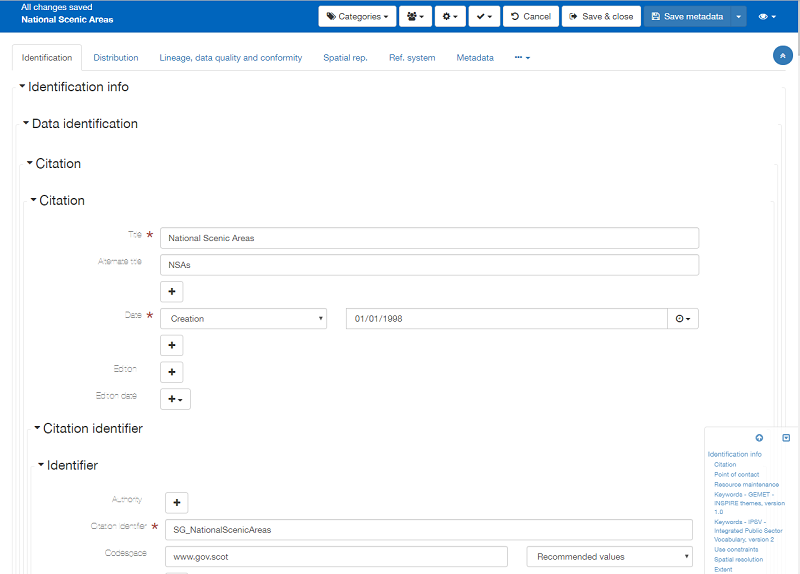 All changes saved
National Scenic Areas
Categories
Cancel
Save & close
Save metadata
Identification
Distribution
Lineage, data quality and conformity
Spatial rep.
Ref. system
Metadata
Identification info
Data identification
Citation
Citation
Title * National Scenic Areas
Alternate title NSAs
Date * Creation 01/01/1998
Edition
Edition date
Citation identifier
Identifier
Authority
Citation identifier * SG_NationalScenicAreas
Codespace www.gov.scot Recommended values
Identification info
Citation
Point of contact
Resource maintenance
Keywords - GEMET -
INSPIRE themes, version
1.0
Keywords - IPSV -
Integrated Public Sector
Vocabulary, version 2
Use constraints
Spatial resolution
Extent